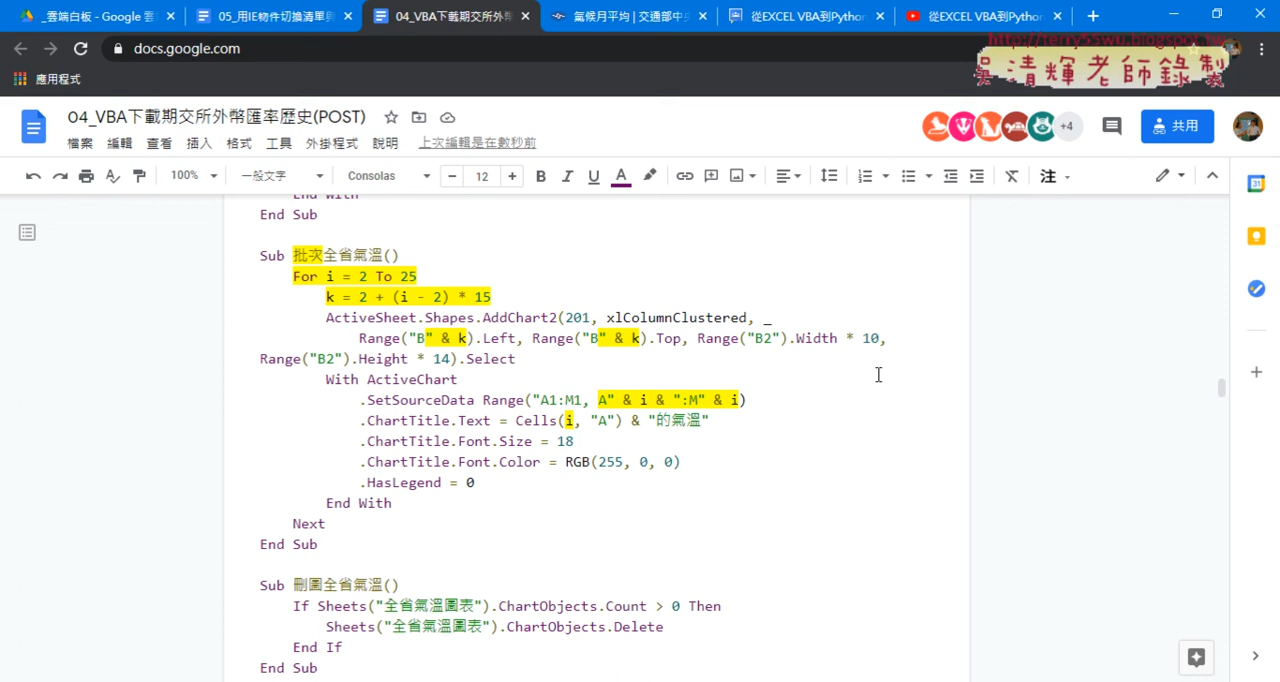 _雲端白板 - Google 雲
05_用IE物件切換清單與
04_VBA下載期交所外幣
氣候月平均 | 交通部中央
從EXCEL VBA到Python
從EXCEL VBA到Python
docs.google.com
http://terry55wu.blogspot.tw
吳清輝老師錄製
應用程式
04_VBA下載期交所外幣匯率歷史(POST)
+4
共用
檔案 編輯 查看 插入 格式 工具 外掛程式 說明 上次編輯是在數秒前
100% 一般文字 Consolas 12 B I U A 注
End With
End Sub
Sub 批次全省氣溫()
For i = 2 To 25
k = 2 + (i - 2) * 15
ActiveSheet.Shapes.AddChart2(201, xlColumnClustered, _
Range("B" & k).Left, Range("B" & k).Top, Range("B2").Width * 10,
Range("B2").Height * 14).Select
With ActiveChart
.SetSourceData Range("A1:M1, A" & i & ":M" & i)
.ChartTitle.Text = Cells(i, "A") & "的氣溫"
.ChartTitle.Font.Size = 18
.ChartTitle.Font.Color = RGB(255, 0, 0)
.HasLegend = 0
End With
Next
End Sub
Sub 刪圖全省氣溫()
If Sheets("全省氣溫圖表").ChartObjects.Count > 0 Then
Sheets("全省氣溫圖表").ChartObjects.Delete
End If
End Sub